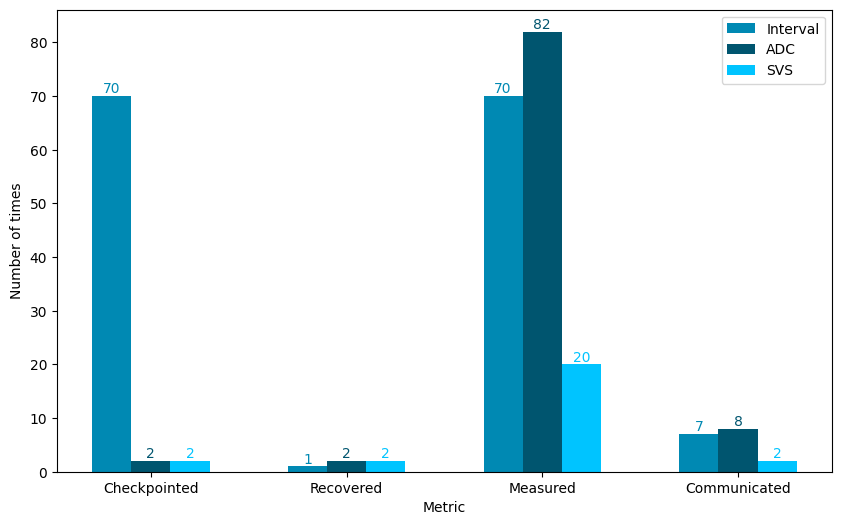 Interval
ADC
SVS
Number of times
80
70
60
50
40
30
20
10
0
70
2
2
1
2
2
70
82
20
7
8
2
Checkpointed
Recovered
Measured
Communicated
Metric